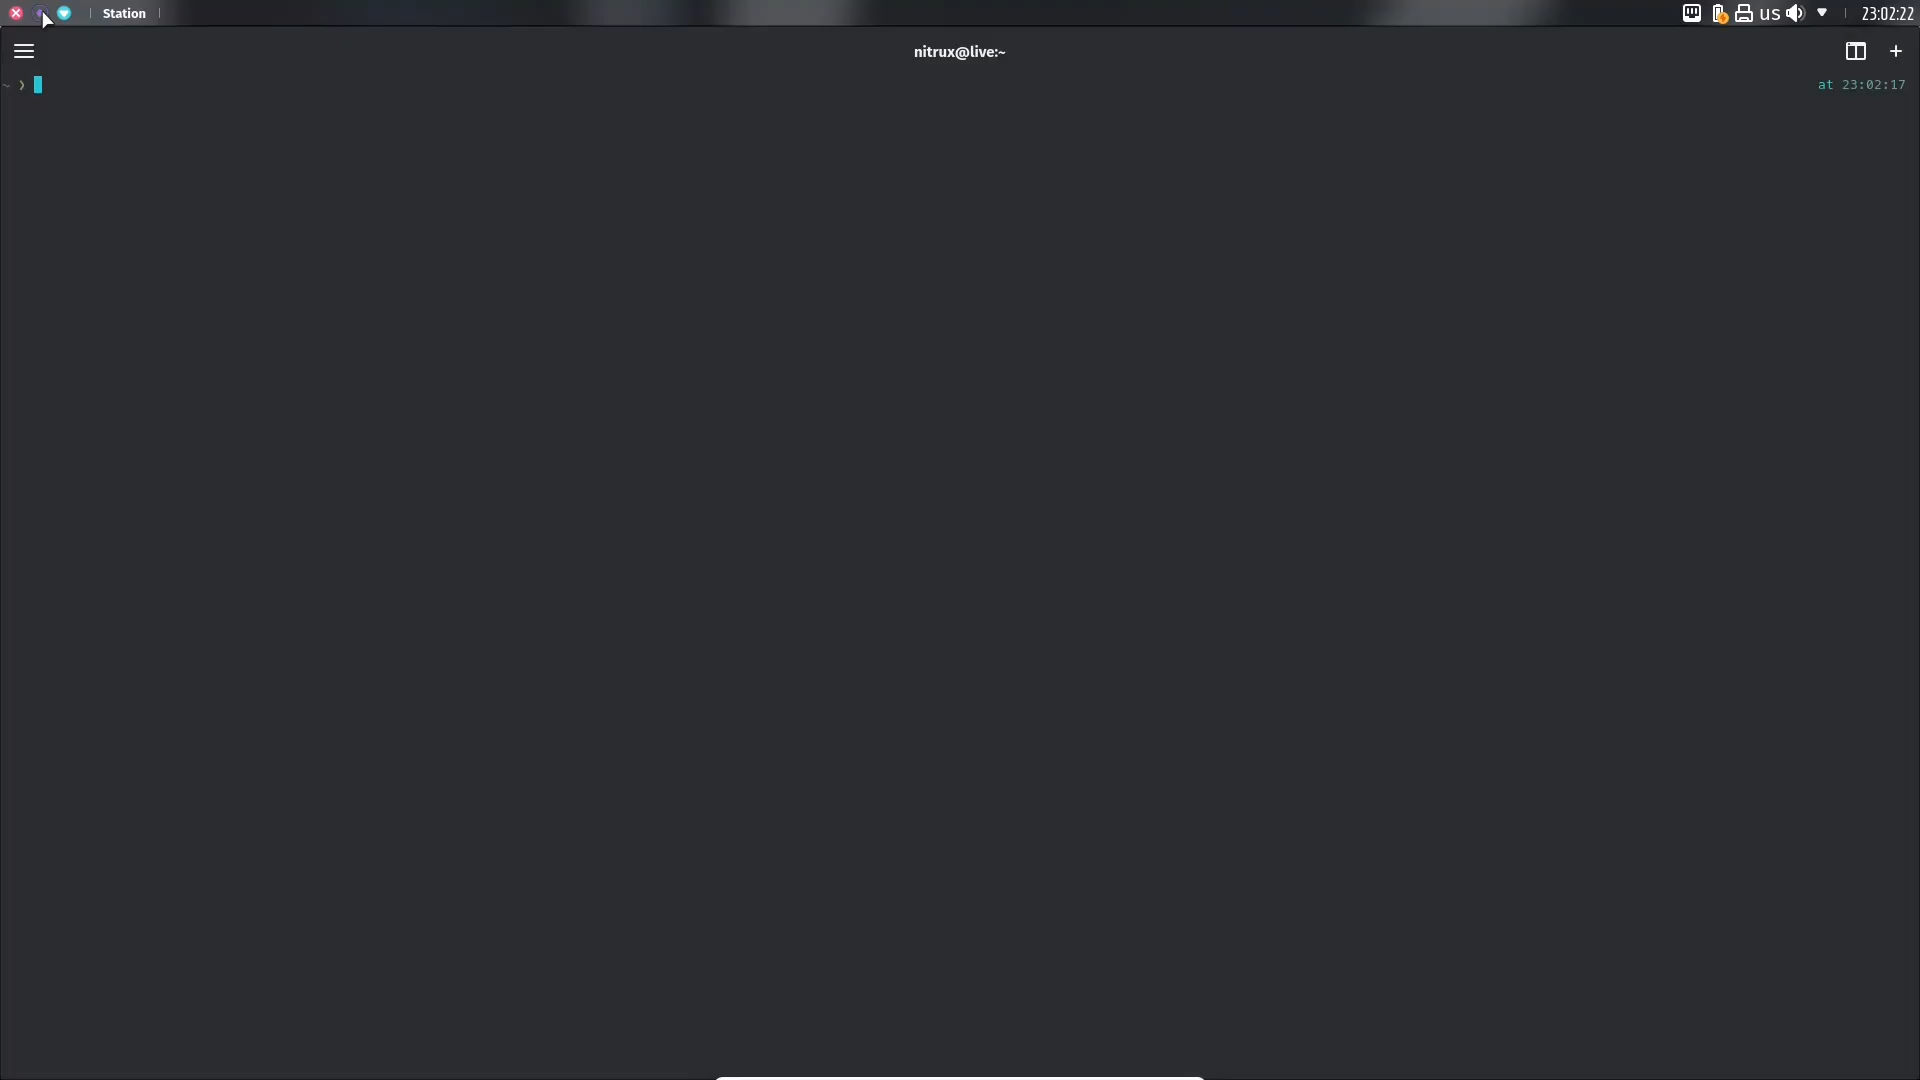 Station
us
23:02:22
nitrux@live:~
~ ❯
at 23:02:17